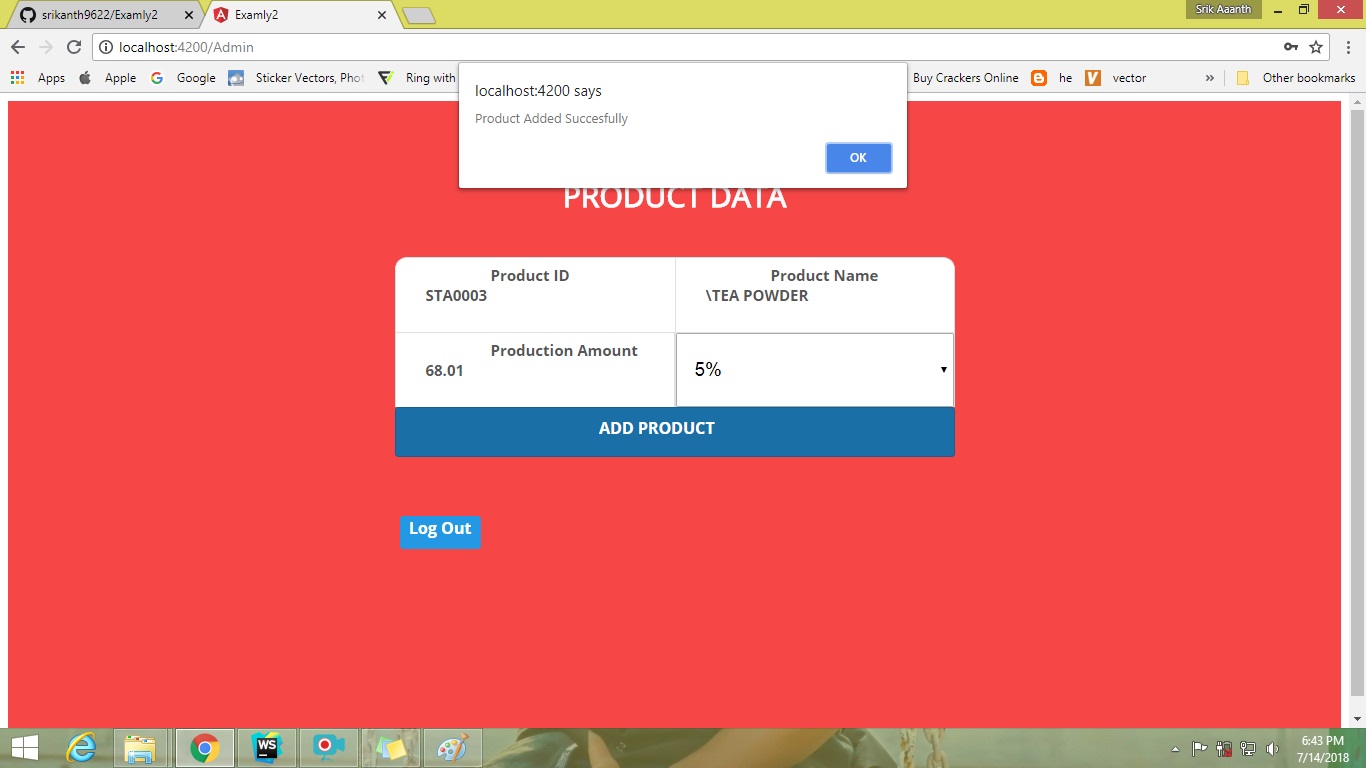 srikanth9622/Examly2
Examly2
Srik Aaanth
localhost:4200/Admin
Apps
Apple
Google
Sticker Vectors, Phot
Ring with
Buy Crackers Online
he
vector
»
Other bookmarks
localhost:4200 says
Product Added Succesfully
OK
PRODUCT DATA
Product ID
STA0003
Product Name
\TEA POWDER
Production Amount
68.01
5%
ADD PRODUCT
Log Out
WS
6:43 PM
7/14/2018